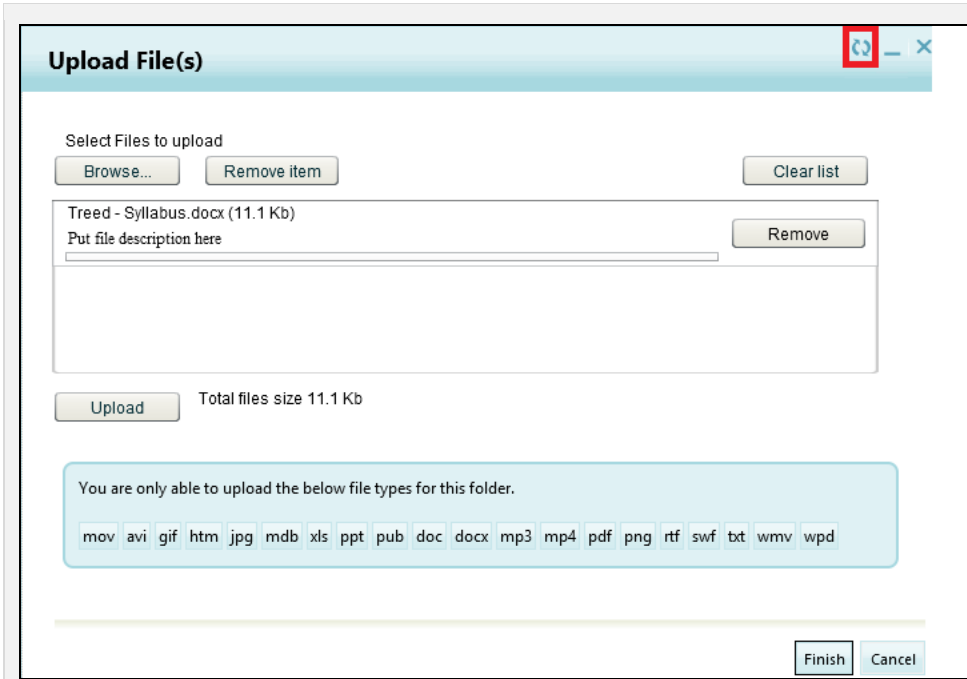 Upload File(s)
Select Files to upload
Browse... Remove item Clear list
Treed - Syllabus.docx (11.1 Kb)
Put file description here
Remove
Upload Total files size 11.1 Kb
You are only able to upload the below file types for this folder.
mov avi gif htm jpg mdb xls ppt pub doc docx mp3 mp4 pdf png rtf swf txt wmv wpd
Finish Cancel